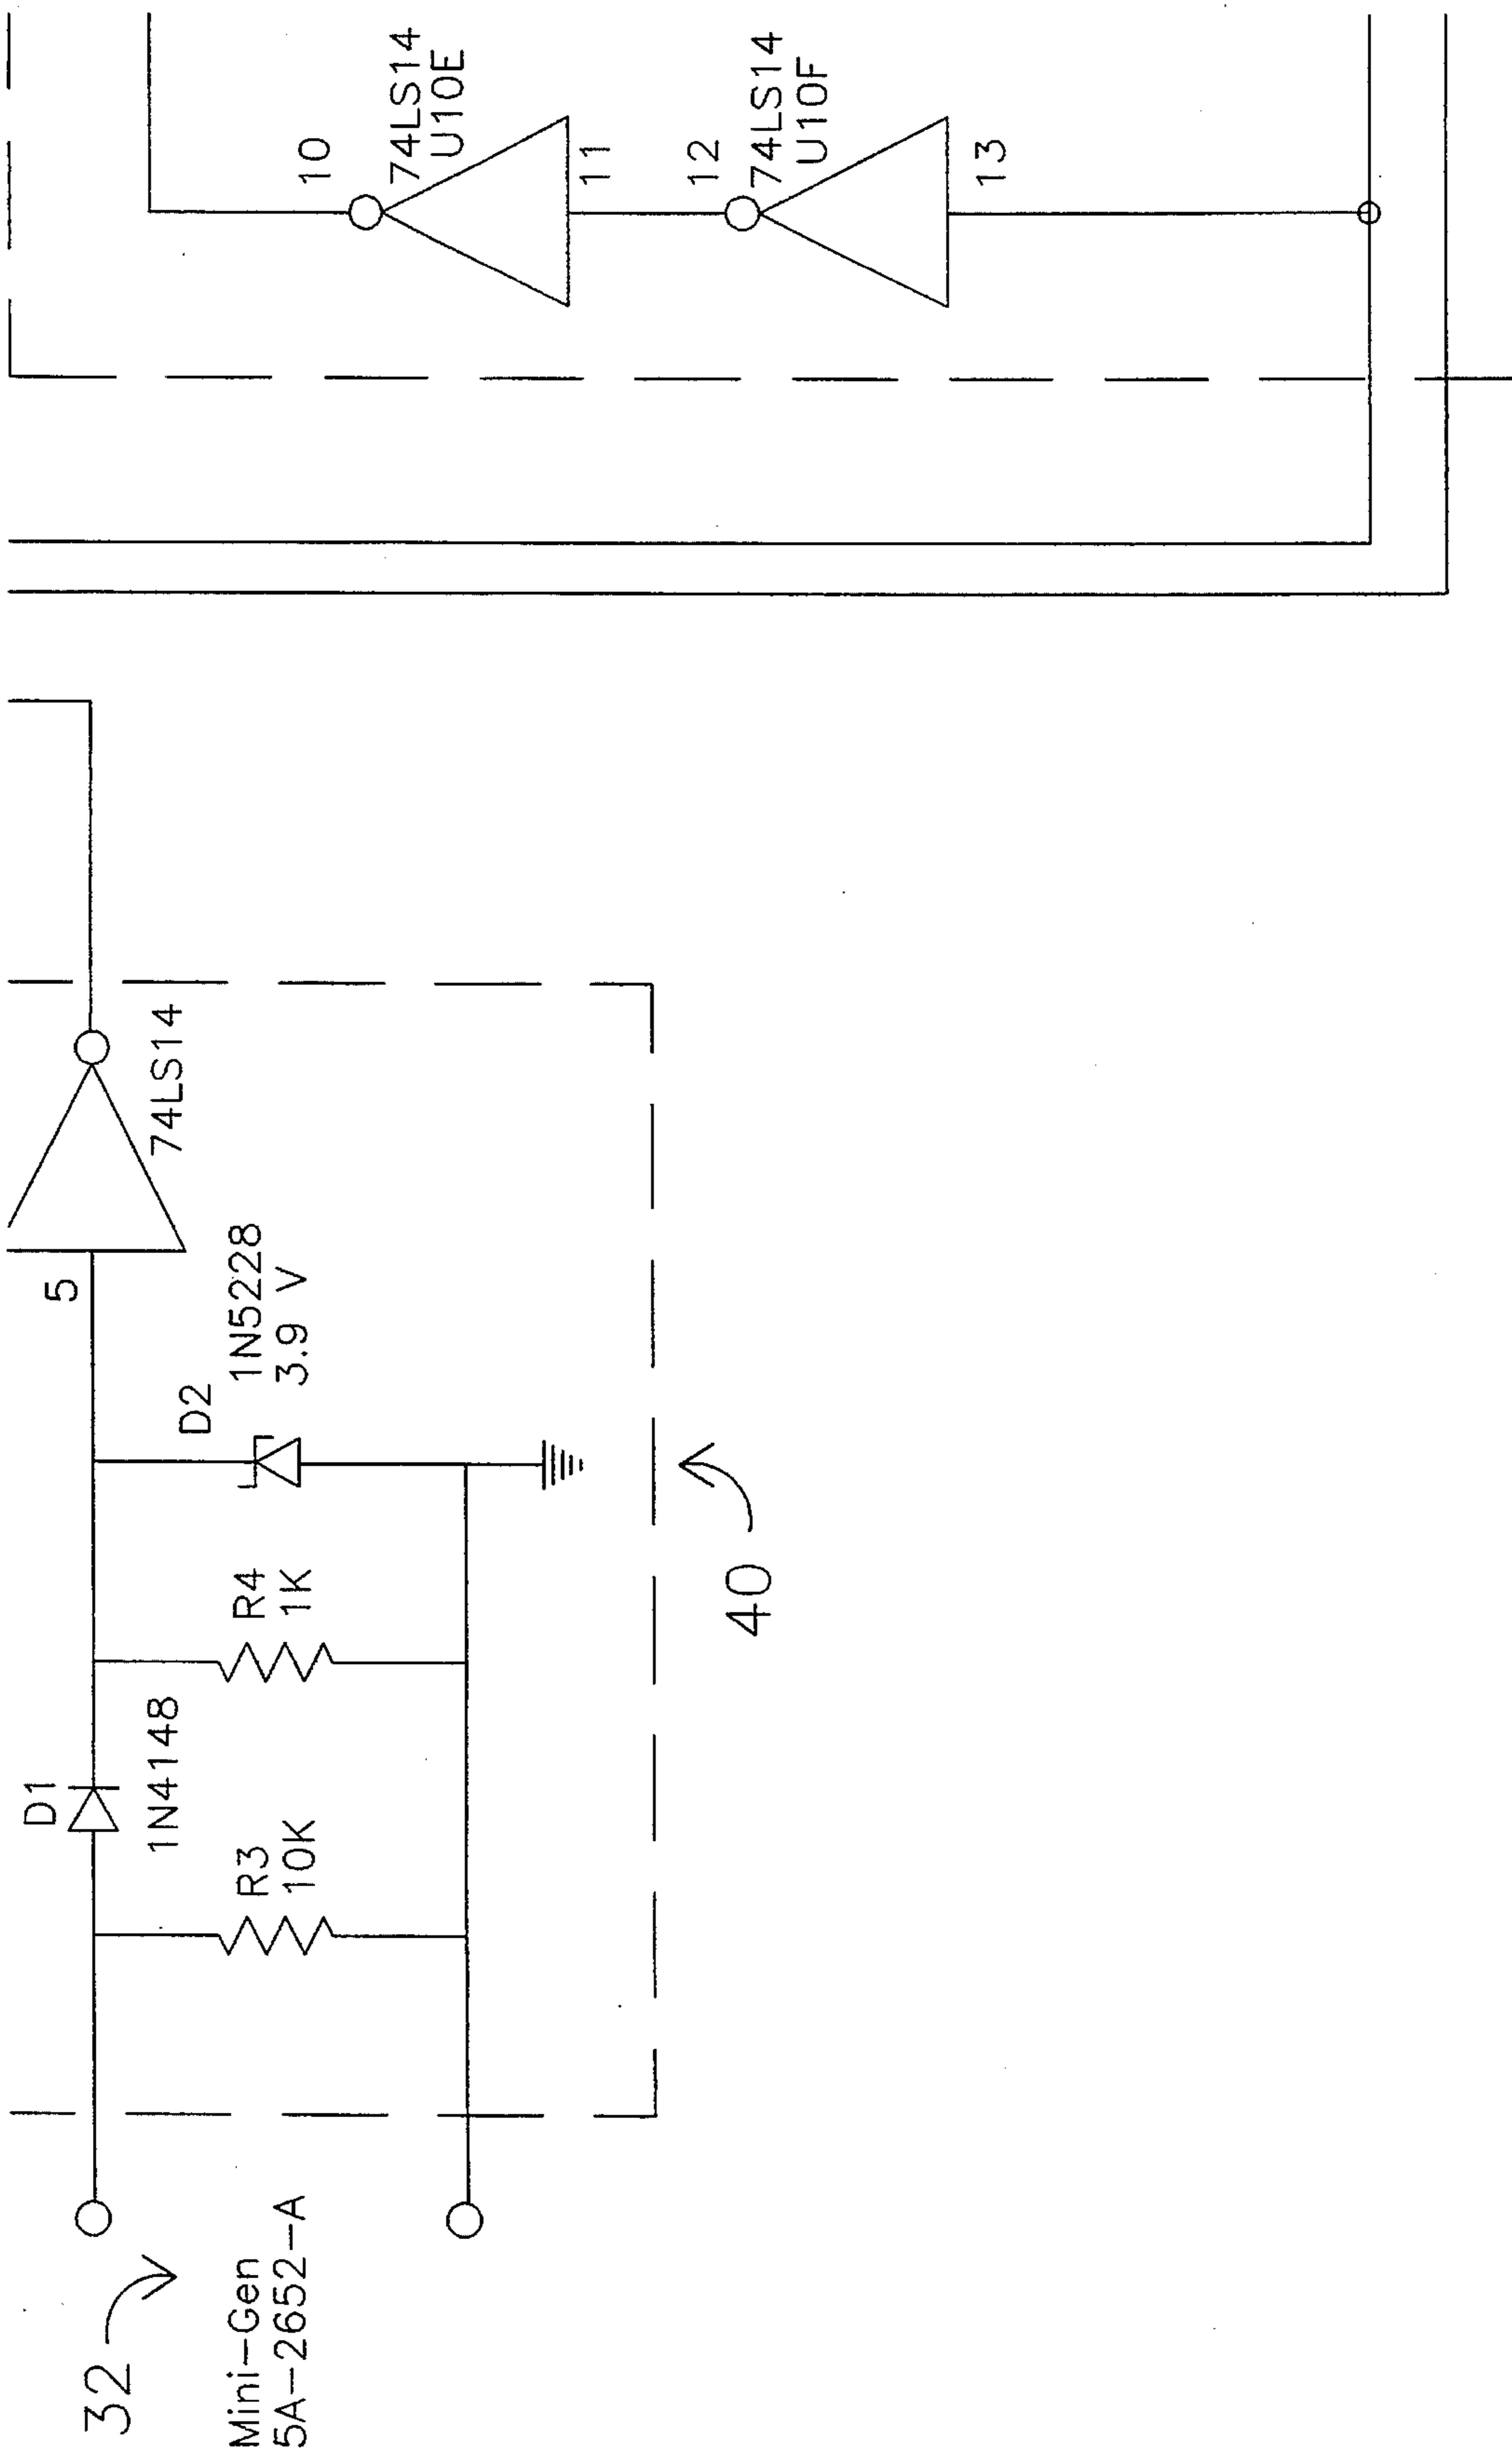 32
Mini-Gen
5A-2652-A
D1
1N4148
R3
10K
R4
1K
D2
1N5228
3.9 V
5
74LS14
40
10
74LS14
U10E
11
12
74LS14
U10F
13